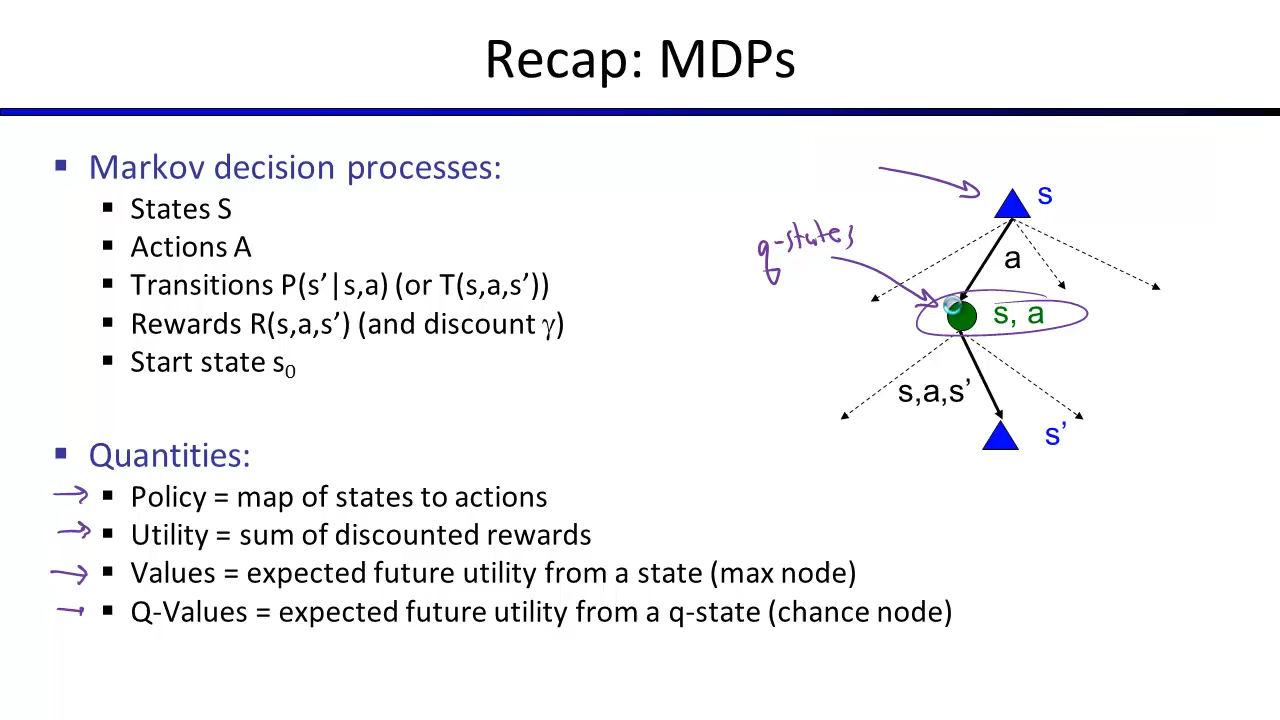 Recap: MDPs
▪ Markov decision processes:
▪ States S
▪ Actions A
▪ Transitions P(s’|s,a) (or T(s,a,s’))
▪ Rewards R(s,a,s’) (and discount γ)
▪ Start state s₀
▪ Quantities:
▪ Policy = map of states to actions
▪ Utility = sum of discounted rewards
▪ Values = expected future utility from a state (max node)
▪ Q-Values = expected future utility from a q-state (chance node)
s
q-states
a
s, a
s,a,s’
s’